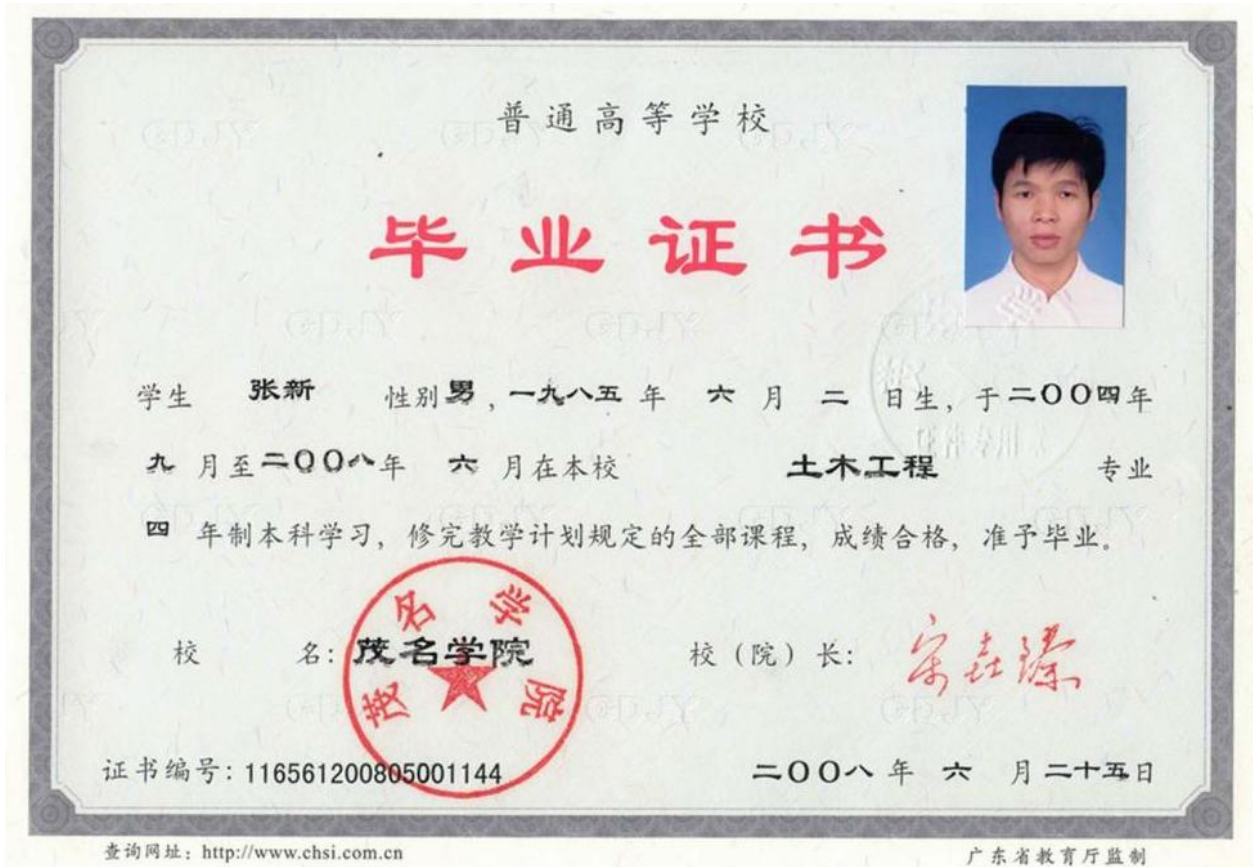 普通高等学校
毕业证书
学生 张新 性别男，一九八五年 六 月 二 日生，于二〇〇四年
九 月至二〇〇八年 六 月在本校 土木工程 专业
四 年制本科学习，修完教学计划规定的全部课程，成绩合格，准予毕业。
茂名学院
校 名：茂名学院 校（院）长：
证书编号：116561200805001144 二〇〇八 年 六 月 二十五日
查询网址：http://www.chsi.com.cn 广东省教育厅监制